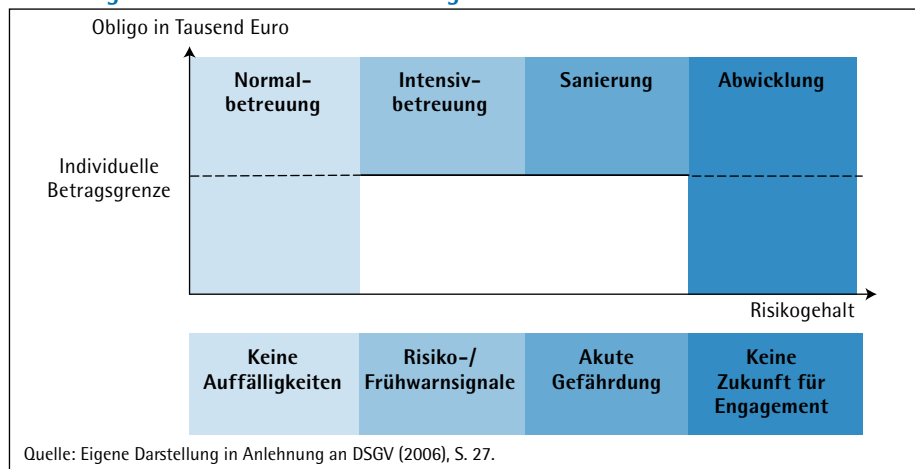 Obligo in Tausend Euro
Normal-
betreuung
Intensiv-
betreuung
Sanierung
Abwicklung
Individuelle
Betragsgrenze
Risikogehalt
Keine
Auffälligkeiten
Risiko-/
Frühwarnsignale
Akute
Gefährdung
Keine
Zukunft für
Engagement
Quelle: Eigene Darstellung in Anlehnung an DSGV (2006), S. 27.